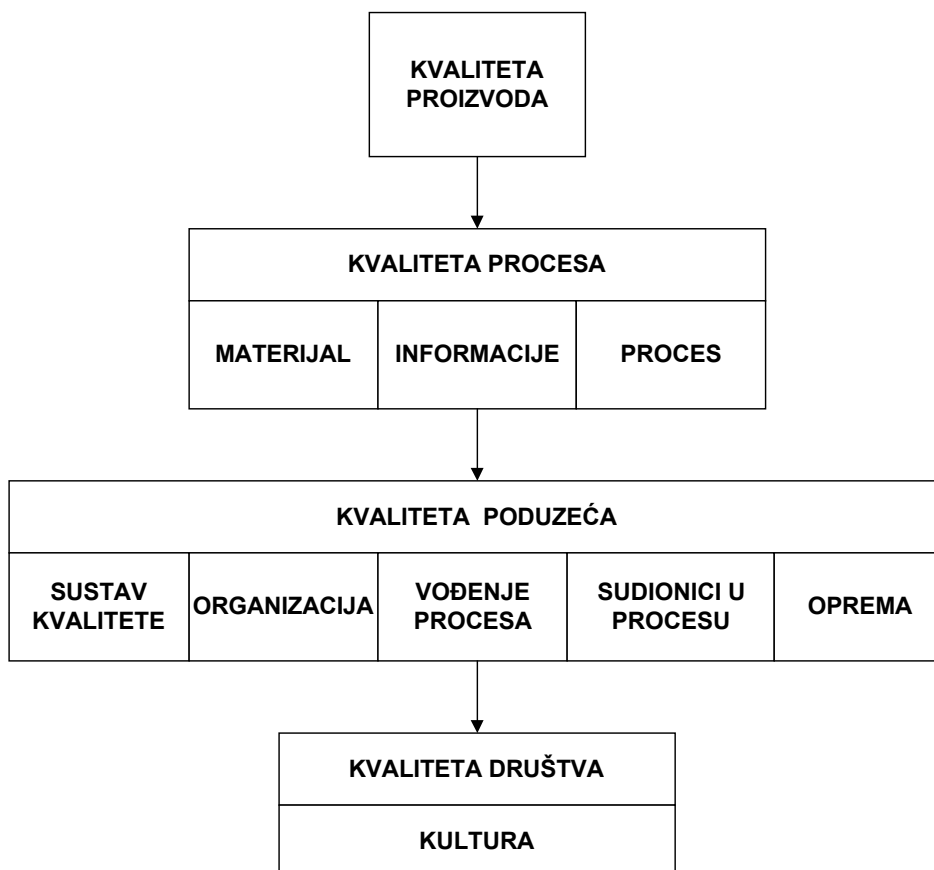 KVALITETA
PROIZVODA
KVALITETA PROCESA
MATERIJAL
INFORMACIJE
PROCES
KVALITETA PODUZEĆA
SUSTAV
KVALITETE
ORGANIZACIJA
VOĐENJE
PROCESA
SUDIONICI U
PROCESU
OPREMA
KVALITETA DRUŠTVA
KULTURA